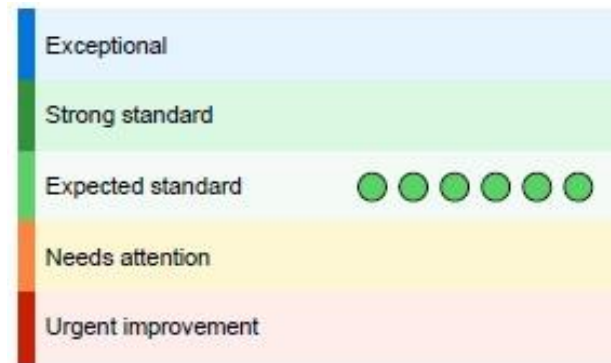 Exceptional
Strong standard
Expected standard
Needs attention
Urgent improvement